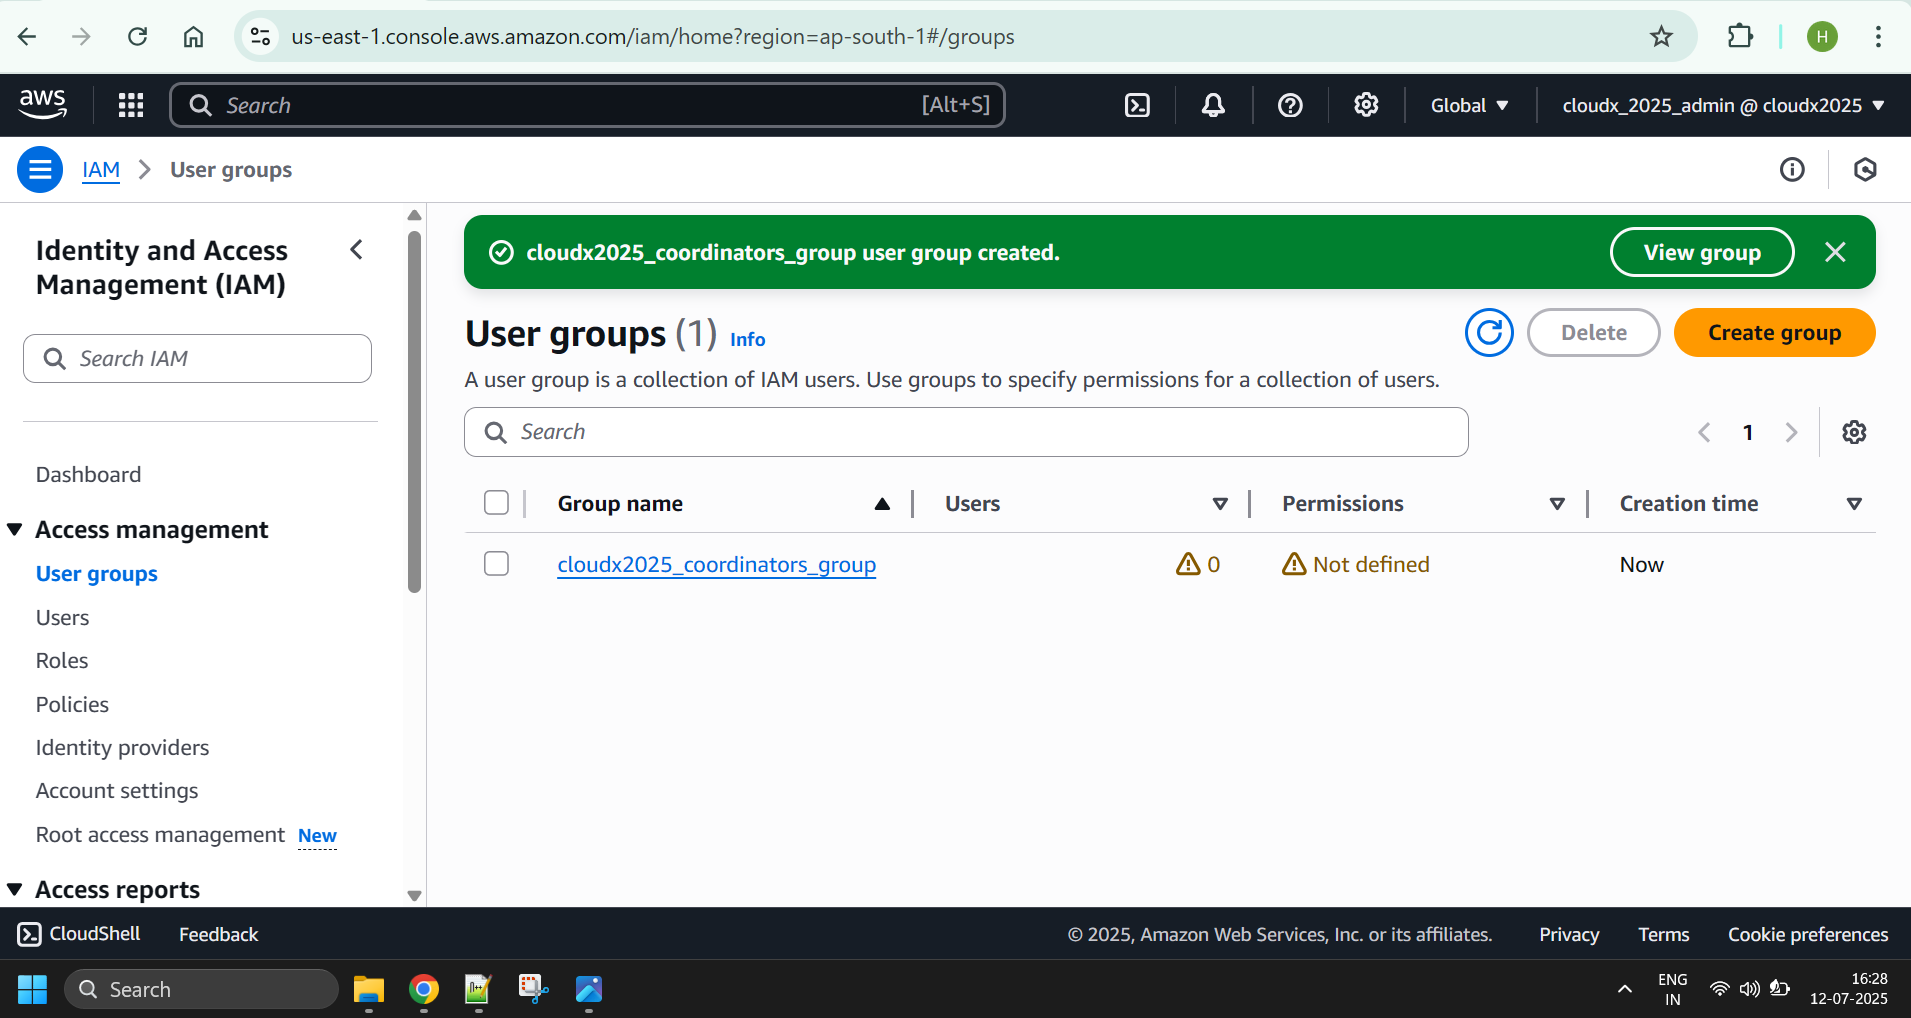 us-east-1.console.aws.amazon.com/iam/home?region=ap-south-1#/groups
H
aws
Search
[Alt+S]
Global
cloudx_2025_admin @ cloudx2025
IAM
User groups
Identity and Access
Management (IAM)
Search IAM
Dashboard
Access management
User groups
Users
Roles
Policies
Identity providers
Account settings
Root access management New
Access reports
cloudx2025_coordinators_group user group created.
View group
User groups (1) Info
Delete
Create group
A user group is a collection of IAM users. Use groups to specify permissions for a collection of users.
Search
1
Group name
Users
Permissions
Creation time
cloudx2025_coordinators_group
0
Not defined
Now
CloudShell
Feedback
© 2025, Amazon Web Services, Inc. or its affiliates.
Privacy
Terms
Cookie preferences
Search
ENG
IN
16:28
12-07-2025